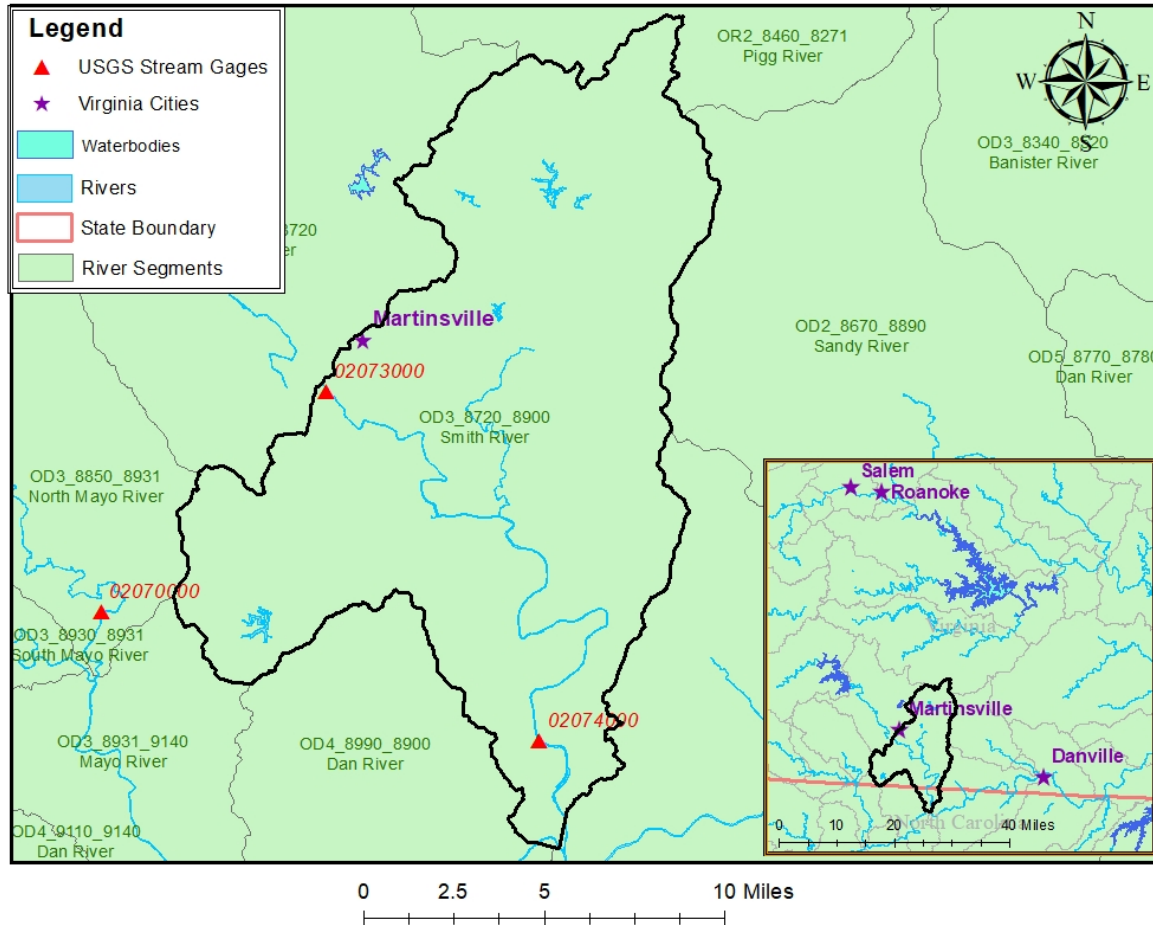 Legend
USGS Stream Gages
Virginia Cities
Waterbodies
Rivers
State Boundary
River Segments
N
W
E
S
OR2_8460_8271
Pigg River
OD3_8340_8520
Banister River
8720
er
Martinsville
02073000
OD3_8720_8900
Smith River
OD2_8670_8890
Sandy River
OD5_8770_8780
Dan River
OD3_8850_8931
North Mayo River
02070000
OD3_8930_8931
South Mayo River
OD3_8931_9140
Mayo River
OD4_9110_9140
Dan River
OD4_8990_8900
Dan River
02074000
Salem
Roanoke
Virginia
Martinsville
Danville
North Carolina
0 10 20 40 Miles
0 2.5 5 10 Miles